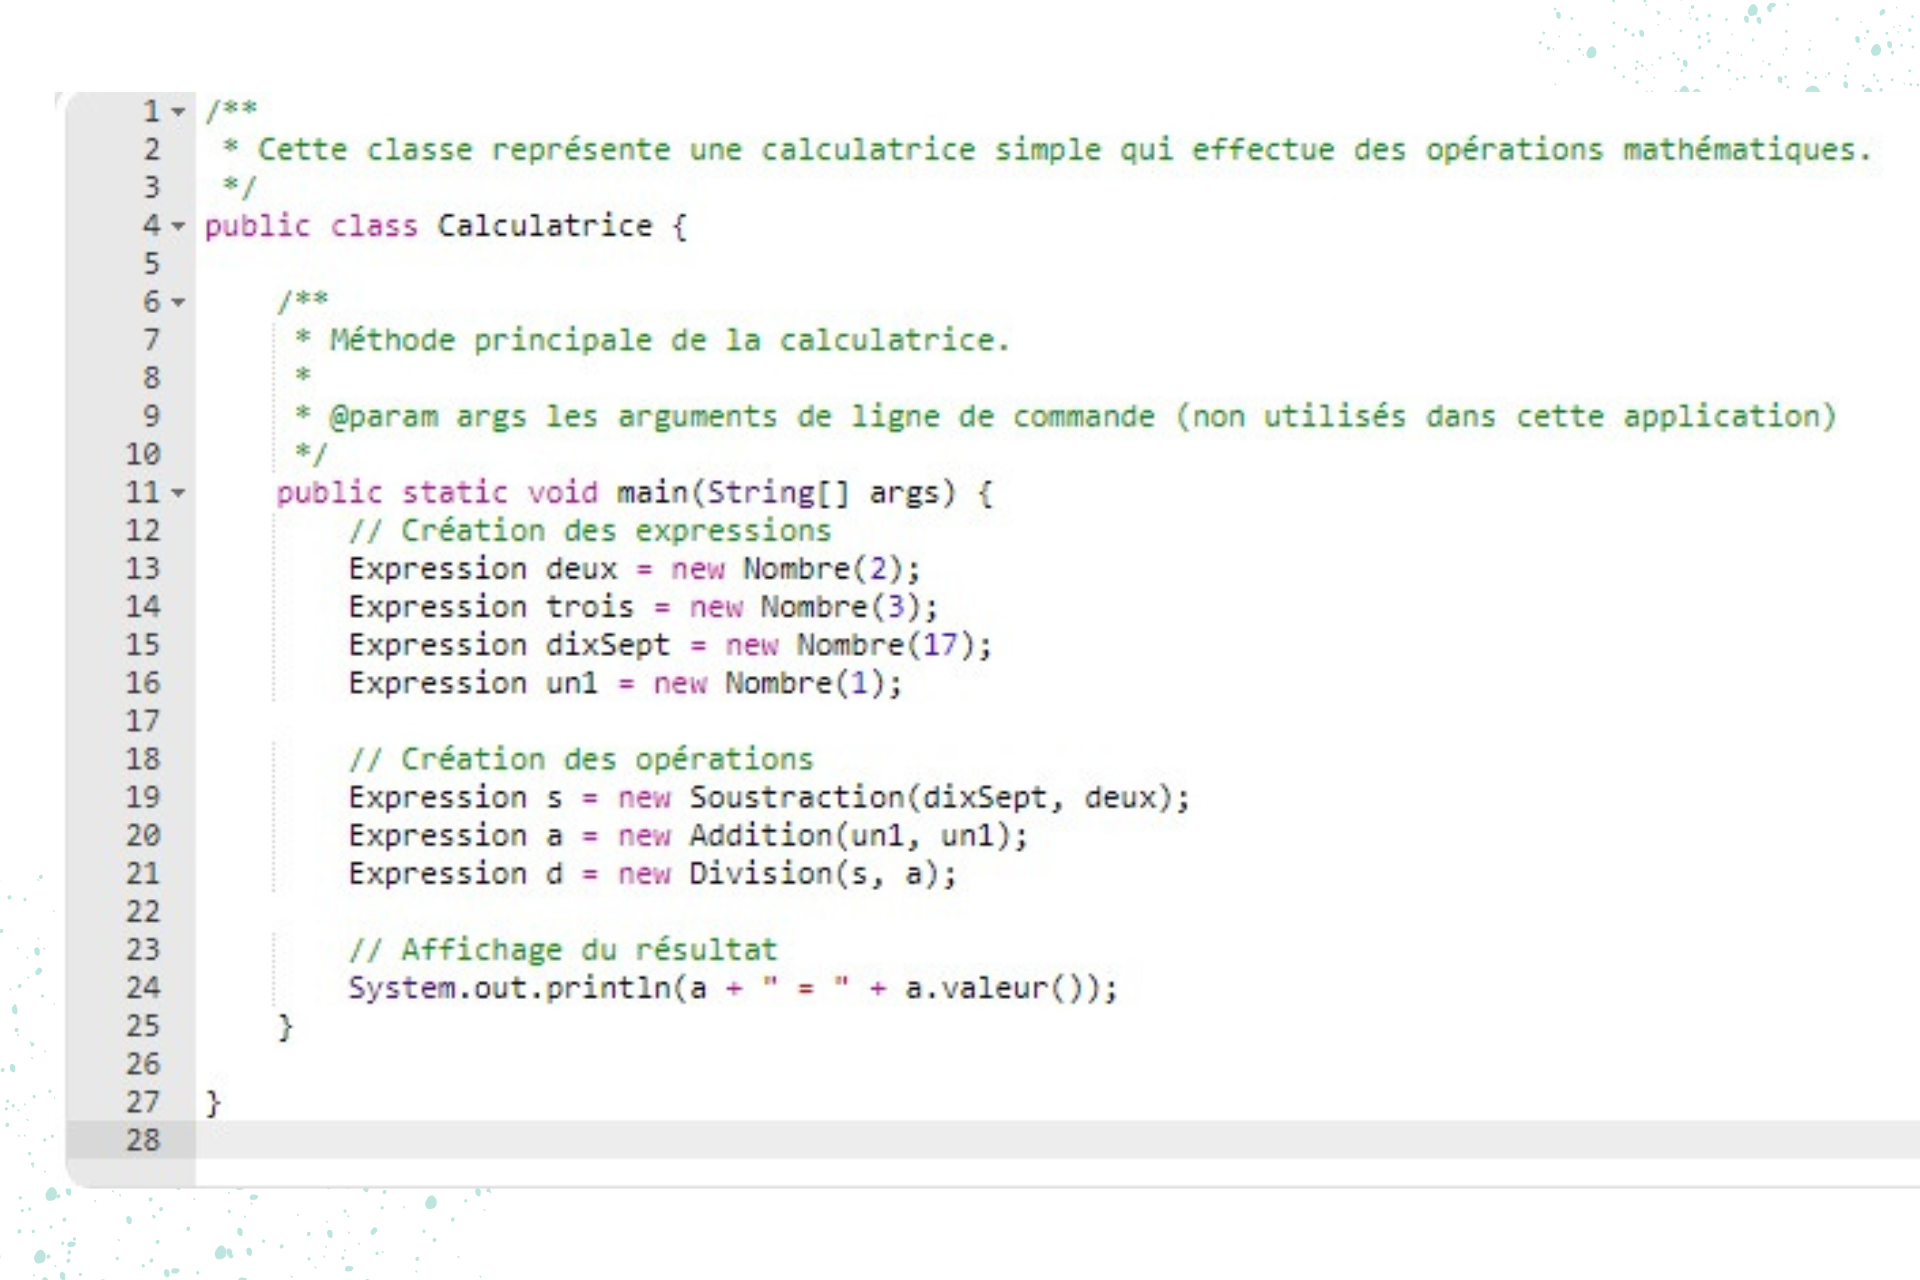 1 /**
2 * Cette classe représente une calculatrice simple qui effectue des opérations mathématiques.
3 */
4 public class Calculatrice {
5
6 /**
7 * Méthode principale de la calculatrice.
8 *
9 * @param args les arguments de ligne de commande (non utilisés dans cette application)
10 */
11 public static void main(String[] args) {
12 // Création des expressions
13 Expression deux = new Nombre(2);
14 Expression trois = new Nombre(3);
15 Expression dixSept = new Nombre(17);
16 Expression un1 = new Nombre(1);
17
18 // Création des opérations
19 Expression s = new Soustraction(dixSept, deux);
20 Expression a = new Addition(un1, un1);
21 Expression d = new Division(s, a);
22
23 // Affichage du résultat
24 System.out.println(a + " = " + a.valeur());
25 }
26
27 }
28